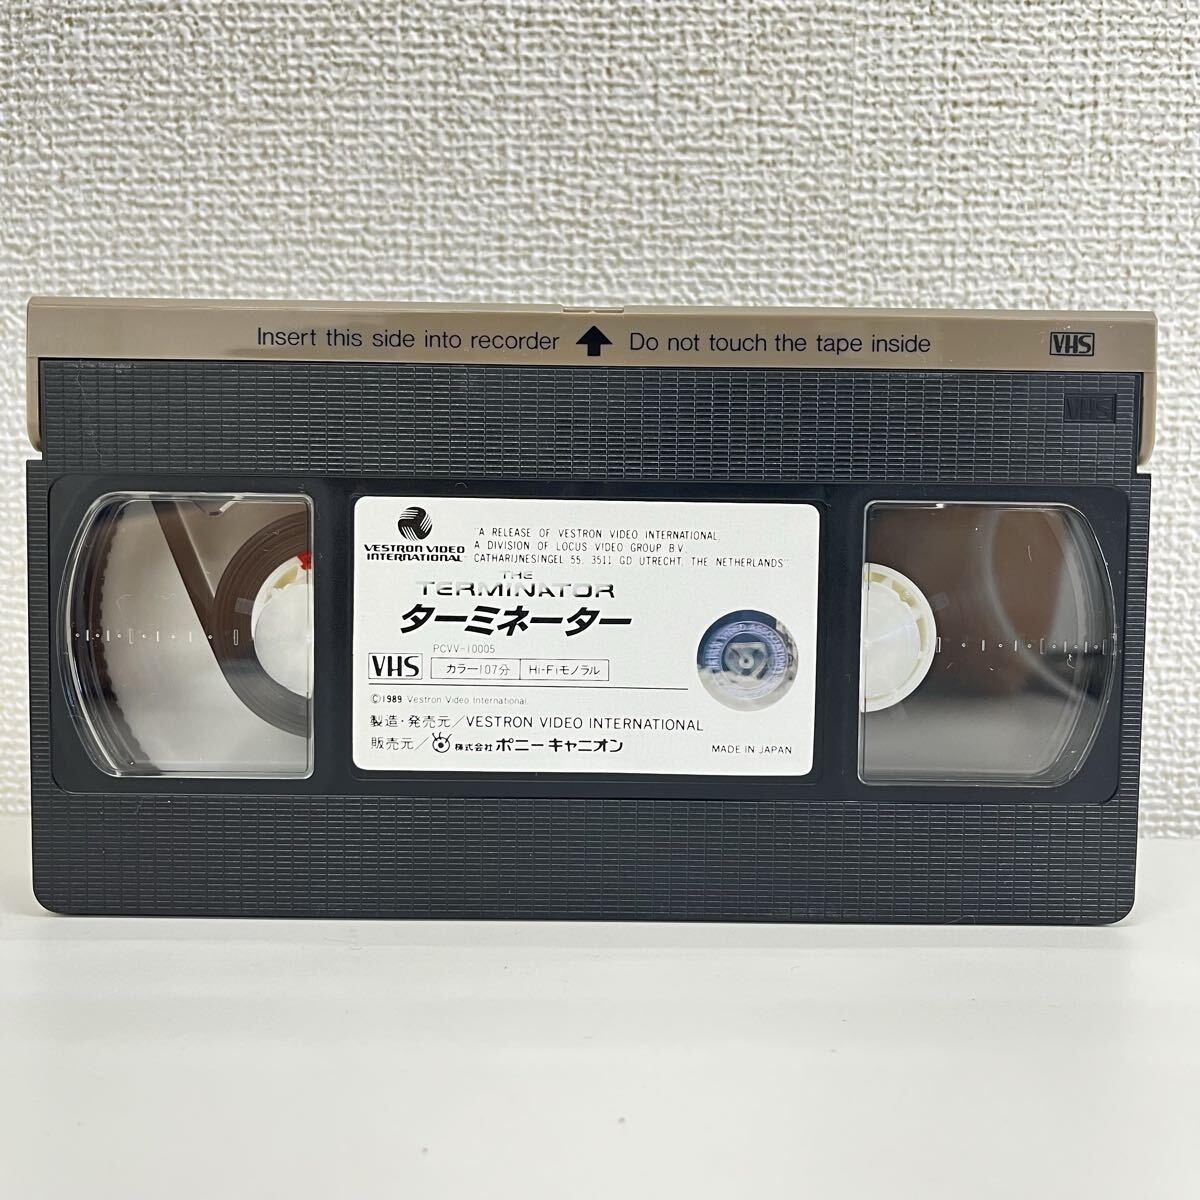 Insert this side into recorder ↑ Do not touch the tape inside
VHS
VHS
VESTRON VIDEO
INTERNATIONAL
"A RELEASE OF VESTRON VIDEO INTERNATIONAL
A DIVISION OF LOCUS VIDEO GROUP B.V.
CATHARIJNESINGEL 55, 3511 GD UTRECHT, THE NETHERLANDS"
THE
TERMINATOR
ターミネーター
PCVV-10005
VHS カラー107分 Hi-Fiモノラル
©1989 Vestron Video International.
製造・発売元／VESTRON VIDEO INTERNATIONAL
販売元／株式会社ポニーキャニオン
MADE IN JAPAN